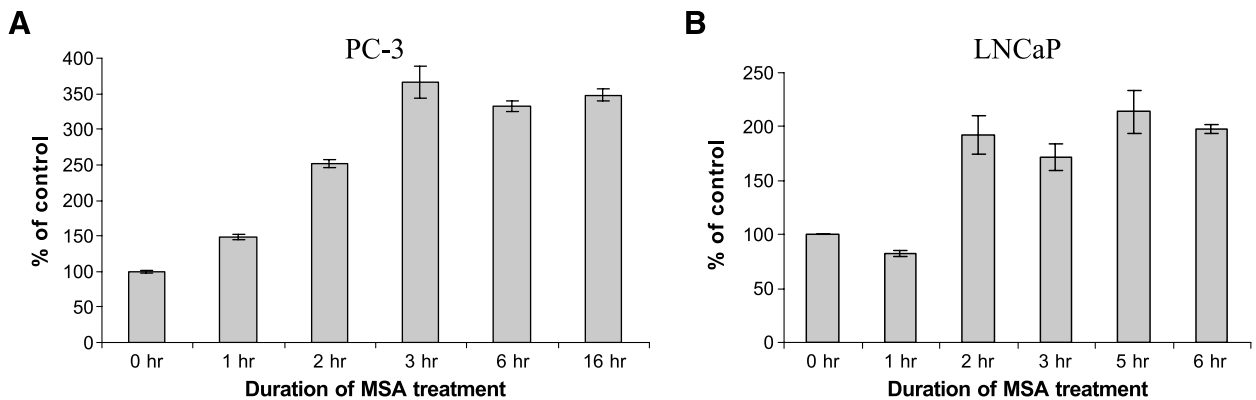 A
PC-3
% of control
400
350
300
250
200
150
100
50
0
0 hr 1 hr 2 hr 3 hr 6 hr 16 hr
Duration of MSA treatment
B
LNCaP
% of control
250
200
150
100
50
0
0 hr 1 hr 2 hr 3 hr 5 hr 6 hr
Duration of MSA treatment